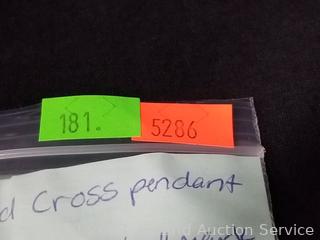 181.
5286
d Cross pendant
Auction Service